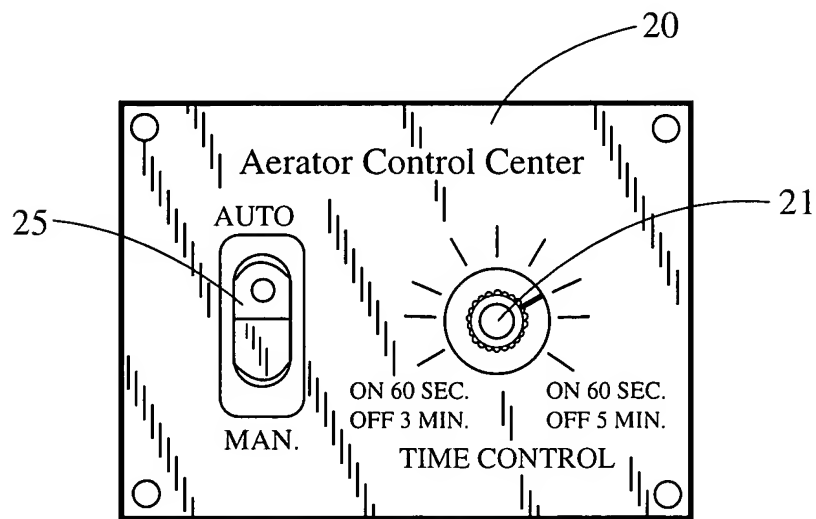 20
Aerator Control Center
21
25
AUTO
MAN.
ON 60 SEC.
OFF 3 MIN.
ON 60 SEC.
OFF 5 MIN.
TIME CONTROL